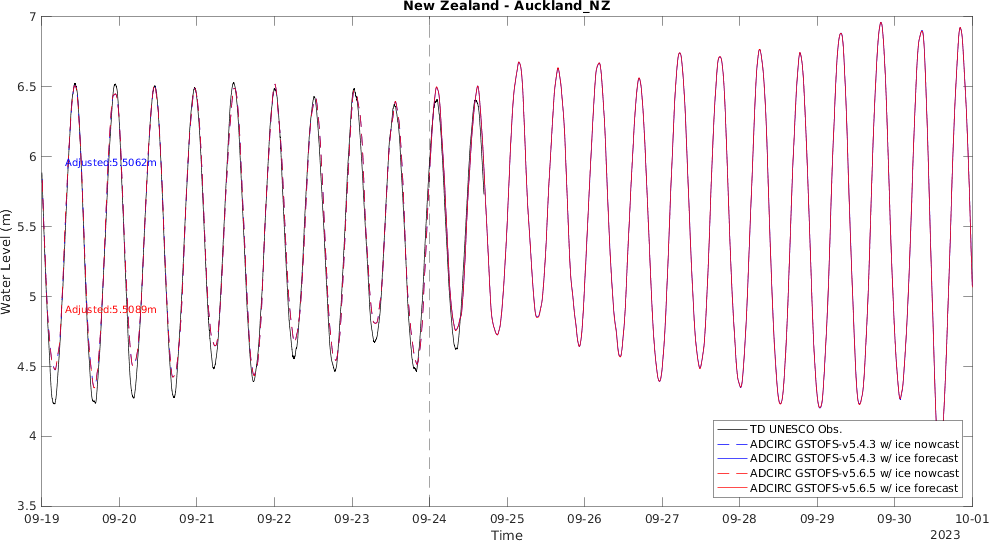 New Zealand - Auckland_NZ
7
6.5
6
5.5
5
4.5
4
3.5
Water Level (m)
Adjusted:5.5062m
Adjusted:5.5089m
TD UNESCO Obs.
ADCIRC GSTOFS-v5.4.3 w/ ice nowcast
ADCIRC GSTOFS-v5.4.3 w/ ice forecast
ADCIRC GSTOFS-v5.6.5 w/ ice nowcast
ADCIRC GSTOFS-v5.6.5 w/ ice forecast
09-19 09-20 09-21 09-22 09-23 09-24 09-25 09-26 09-27 09-28 09-29 09-30 10-01
Time
2023